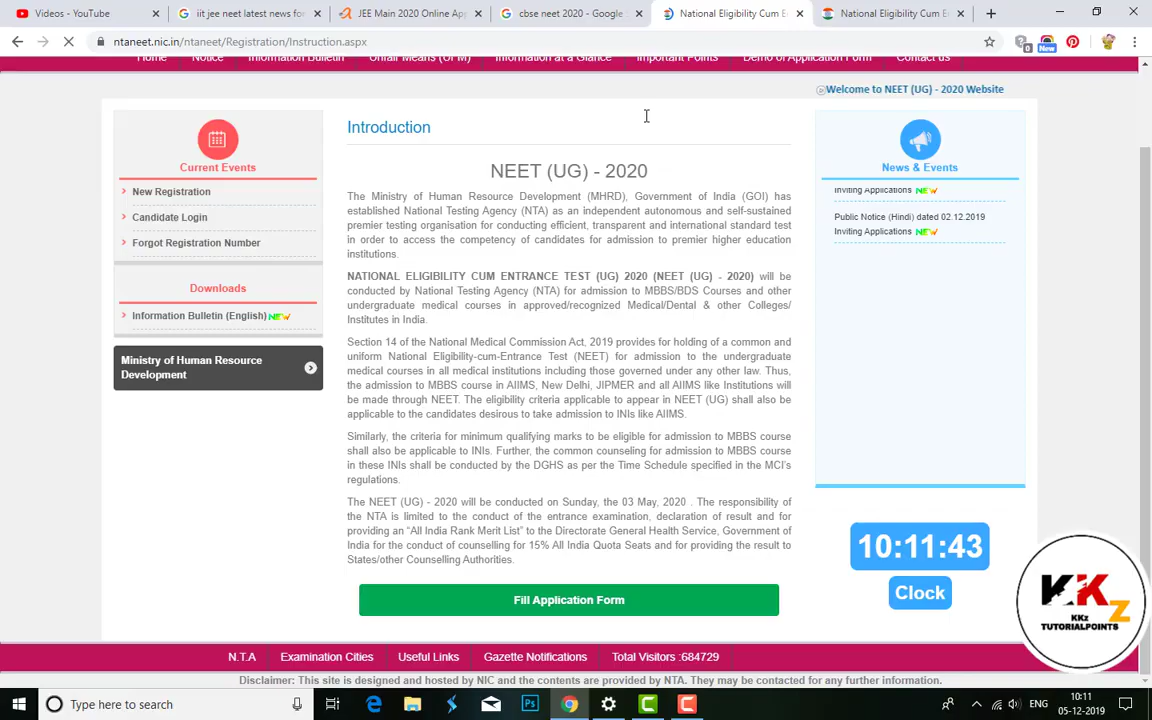 Videos - YouTube
iit jee neet latest news for
JEE Main 2020 Online App
cbse neet 2020 - Google
National Eligibility Cum E
National Eligibility Cum E
ntaneet.nic.in/ntaneet/Registration/Instruction.aspx
0
New
Home Notice Information Bulletin Unfair Means (UFM) Information at a Glance Important Points Demo of Application Form Contact us
Welcome to NEET (UG) - 2020 Website
Current Events
New Registration
Candidate Login
Forgot Registration Number
Downloads
Information Bulletin (English) NEW
Ministry of Human Resource
Development
Introduction
NEET (UG) - 2020
The Ministry of Human Resource Development (MHRD), Government of India (GOI) has
established National Testing Agency (NTA) as an independent autonomous and self-sustained
premier testing organisation for conducting efficient, transparent and international standard test
in order to access the competency of candidates for admission to premier higher education
institutions.
NATIONAL ELIGIBILITY CUM ENTRANCE TEST (UG) 2020 (NEET (UG) - 2020) will be
conducted by National Testing Agency (NTA) for admission to MBBS/BDS Courses and other
undergraduate medical courses in approved/recognized Medical/Dental & other Colleges/
Institutes in India.
Section 14 of the National Medical Commission Act, 2019 provides for holding of a common and
uniform National Eligibility-cum-Entrance Test (NEET) for admission to the undergraduate
medical courses in all medical institutions including those governed under any other law. Thus,
the admission to MBBS course in AIIMS, New Delhi, JIPMER and all AIIMS like Institutions will
be made through NEET. The eligibility criteria applicable to appear in NEET (UG) shall also be
applicable to the candidates desirous to take admission to INIs like AIIMS.
Similarly, the criteria for minimum qualifying marks to be eligible for admission to MBBS course
shall also be applicable to INIs. Further, the common counseling for admission to MBBS course
in these INIs shall be conducted by the DGHS as per the Time Schedule specified in the MCI's
regulations.
The NEET (UG) - 2020 will be conducted on Sunday, the 03 May, 2020 . The responsibility of
the NTA is limited to the conduct of the entrance examination, declaration of result and for
providing an "All India Rank Merit List" to the Directorate General Health Service, Government of
India for the conduct of counselling for 15% All India Quota Seats and for providing the result to
States/other Counselling Authorities.
Fill Application Form
News & Events
Inviting Applications NEW
Public Notice (Hindi) dated 02.12.2019
Inviting Applications NEW
10:11:43
Clock
KKz
KKz
TUTORIALPOINTS
N.T.A Examination Cities Useful Links Gazette Notifications Total Visitors :684729
Disclaimer: This site is designed and hosted by NIC and the contents are provided by NTA. They may be contacted for any further information.
Type here to search
Ps
ENG
10:11
05-12-2019